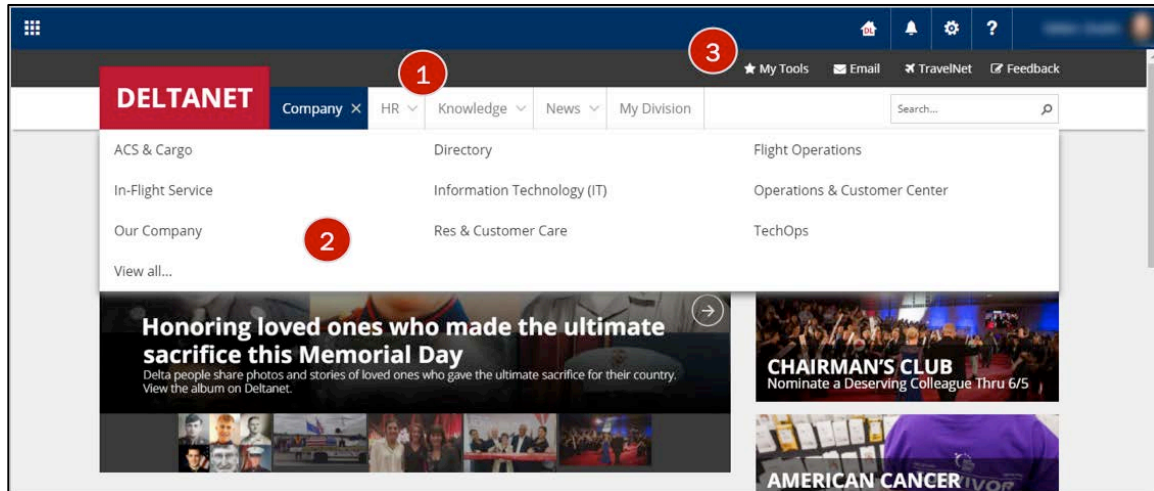 DL
?
3
My Tools
Email
TravelNet
Feedback
1
DELTANET
Company ×
HR
Knowledge
News
My Division
Search...
ACS & Cargo
Directory
Flight Operations
In-Flight Service
Information Technology (IT)
Operations & Customer Center
Our Company
2
Res & Customer Care
TechOps
View all...
Honoring loved ones who made the ultimate
sacrifice this Memorial Day
Delta people share photos and stories of loved ones who gave the ultimate sacrifice for their country.
View the album on Deltanet.
CHAIRMAN'S CLUB
Nominate a Deserving Colleague Thru 6/5
AMERICAN CANCER